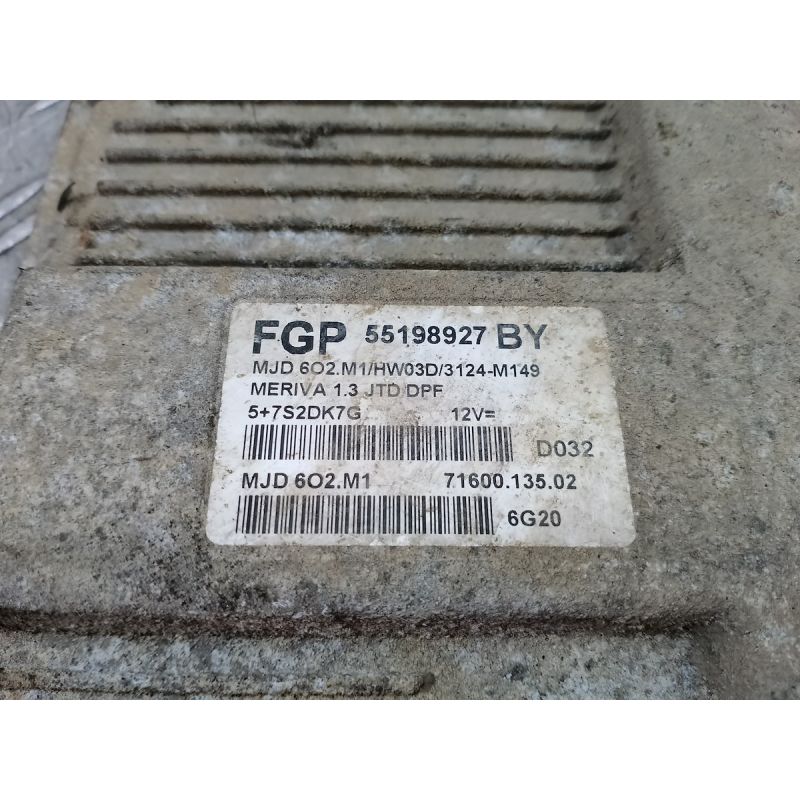 FGP 55198927 BY
MJD 6O2.M1/HW03D/3124-M149
MERIVA 1.3 JTD DPF
5+7S2DK7G 12V=
D032
MJD 6O2.M1 71600.135.02
6G20